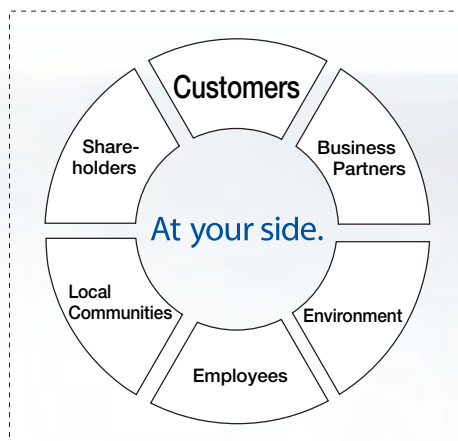 Customers
Share-
holders
Business
Partners
At your side.
Local
Communities
Environment
Employees